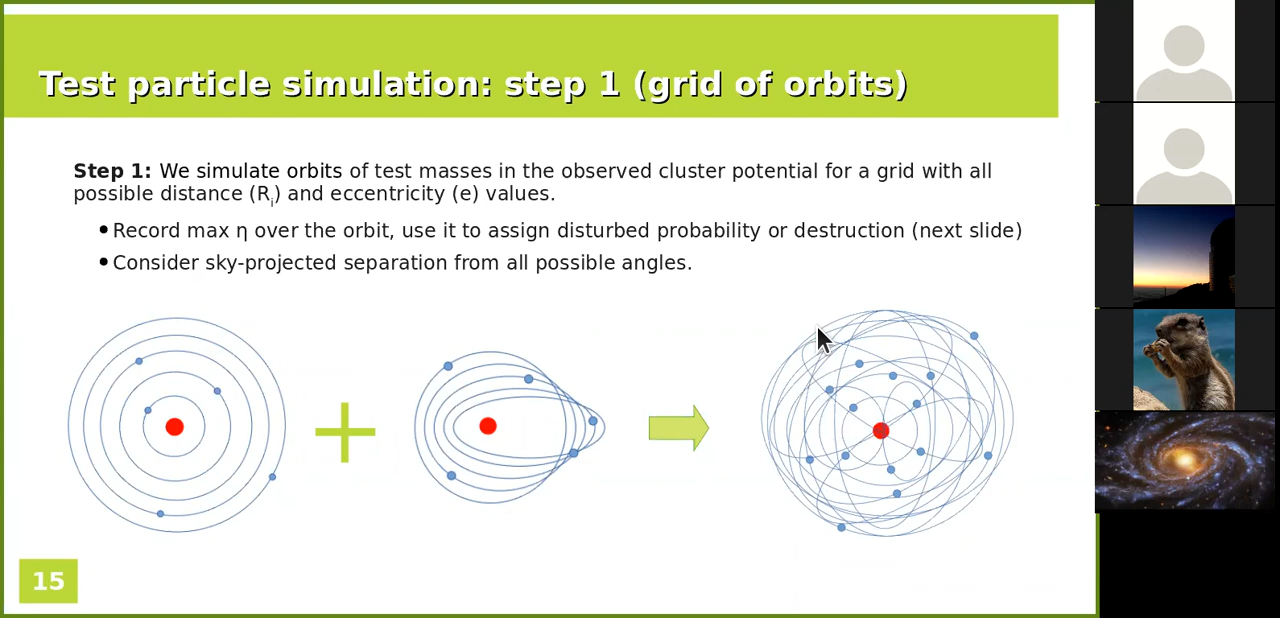 Test particle simulation: step 1 (grid of orbits)
Step 1: We simulate orbits of test masses in the observed cluster potential for a grid with all
possible distance (Ri) and eccentricity (e) values.
•Record max η over the orbit, use it to assign disturbed probability or destruction (next slide)
•Consider sky-projected separation from all possible angles.
15